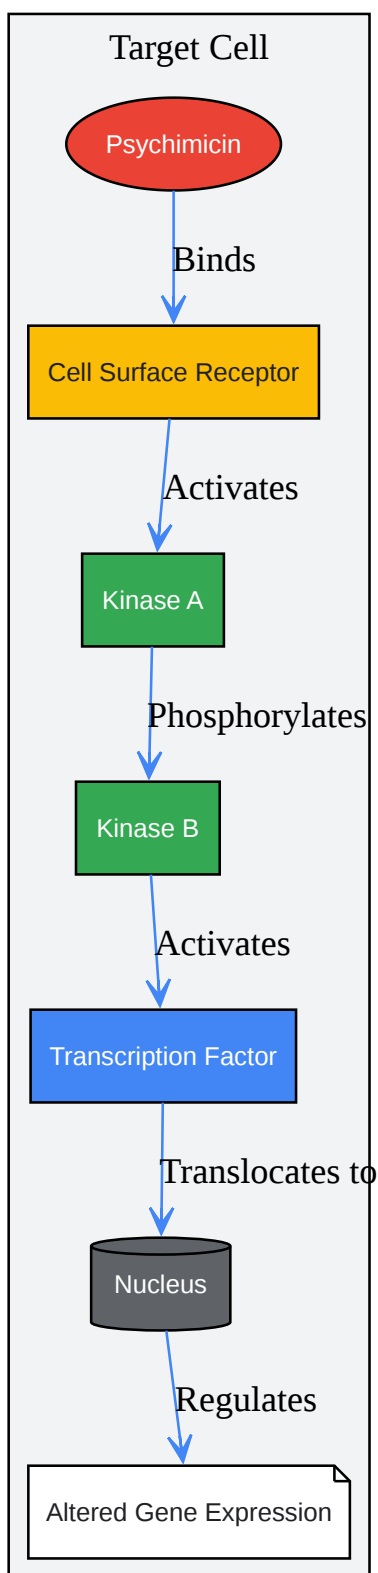 Target Cell
Psychimicin
Binds
Cell Surface Receptor
Activates
Kinase A
Phosphorylates
Kinase B
Activates
Transcription Factor
Translocates to
Nucleus
Regulates
Altered Gene Expression